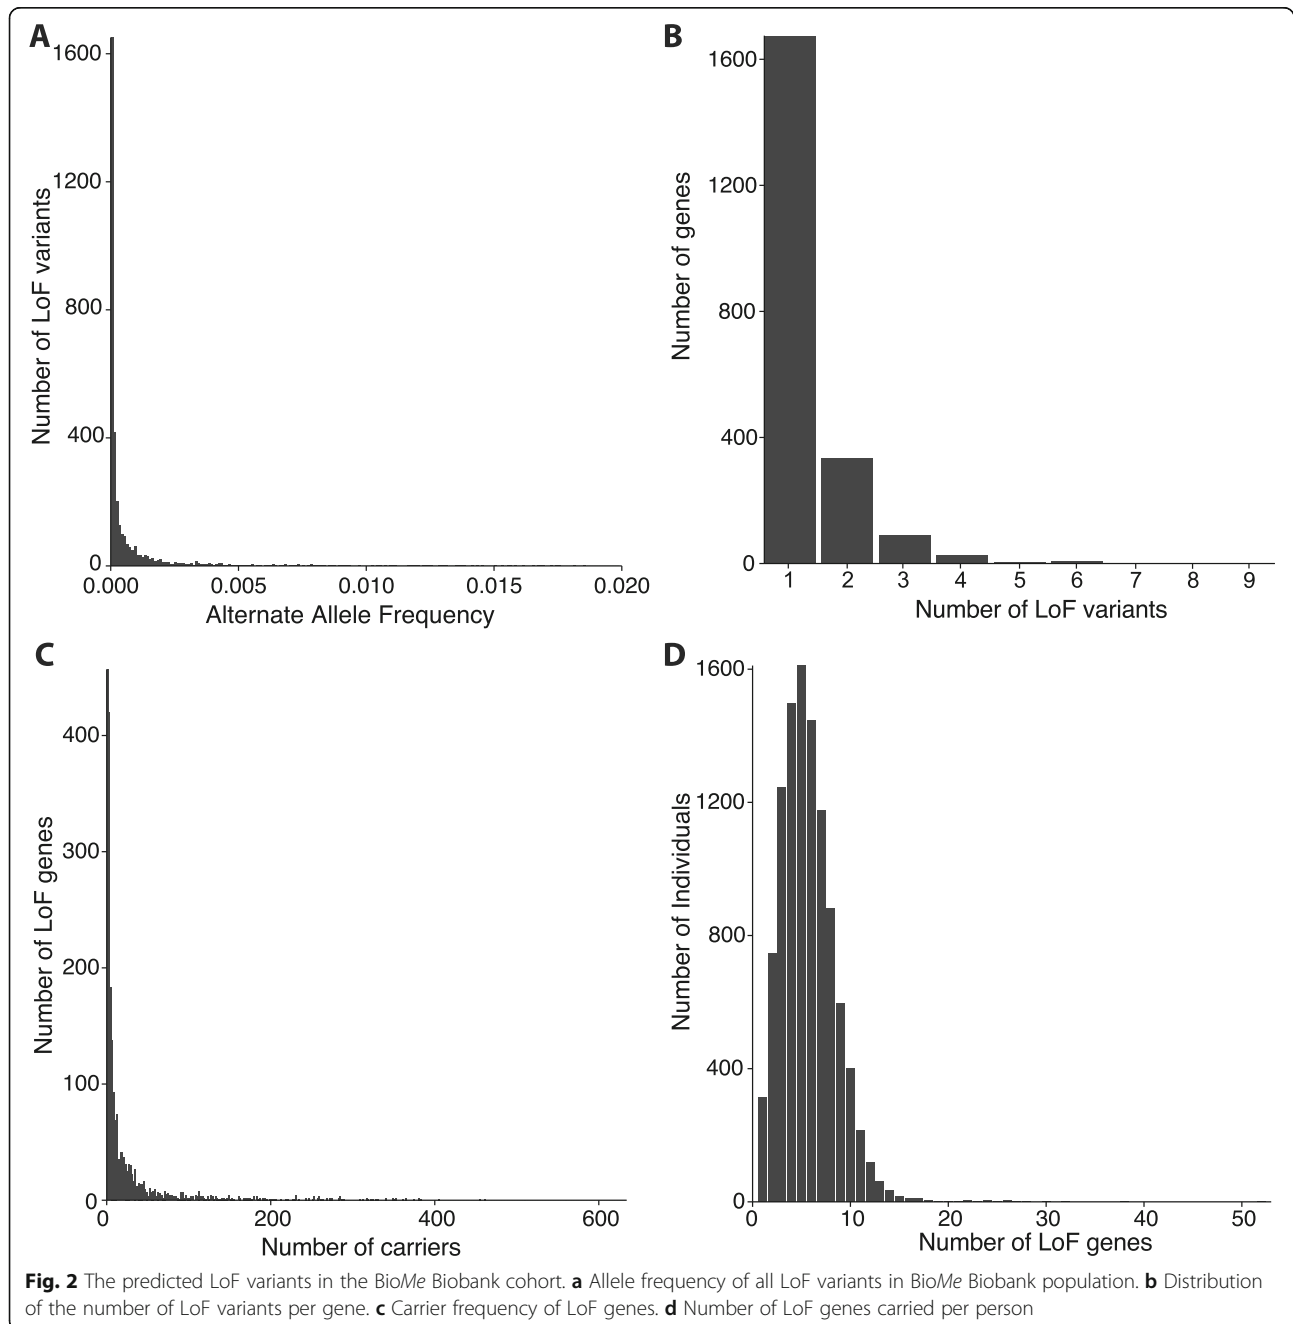 A
1600
1200
800
400
0
Number of LoF variants
0.000 0.005 0.010 0.015 0.020
Alternate Allele Frequency
B
1600
1200
800
400
0
Number of genes
1 2 3 4 5 6 7 8 9
Number of LoF variants
C
400
300
200
100
0
Number of LoF genes
0 200 400 600
Number of carriers
D
1600
1200
800
400
0
Number of Individuals
0 10 20 30 40 50
Number of LoF genes
Fig. 2 The predicted LoF variants in the BioMe Biobank cohort. a Allele frequency of all LoF variants in BioMe Biobank population. b Distribution
of the number of LoF variants per gene. c Carrier frequency of LoF genes. d Number of LoF genes carried per person